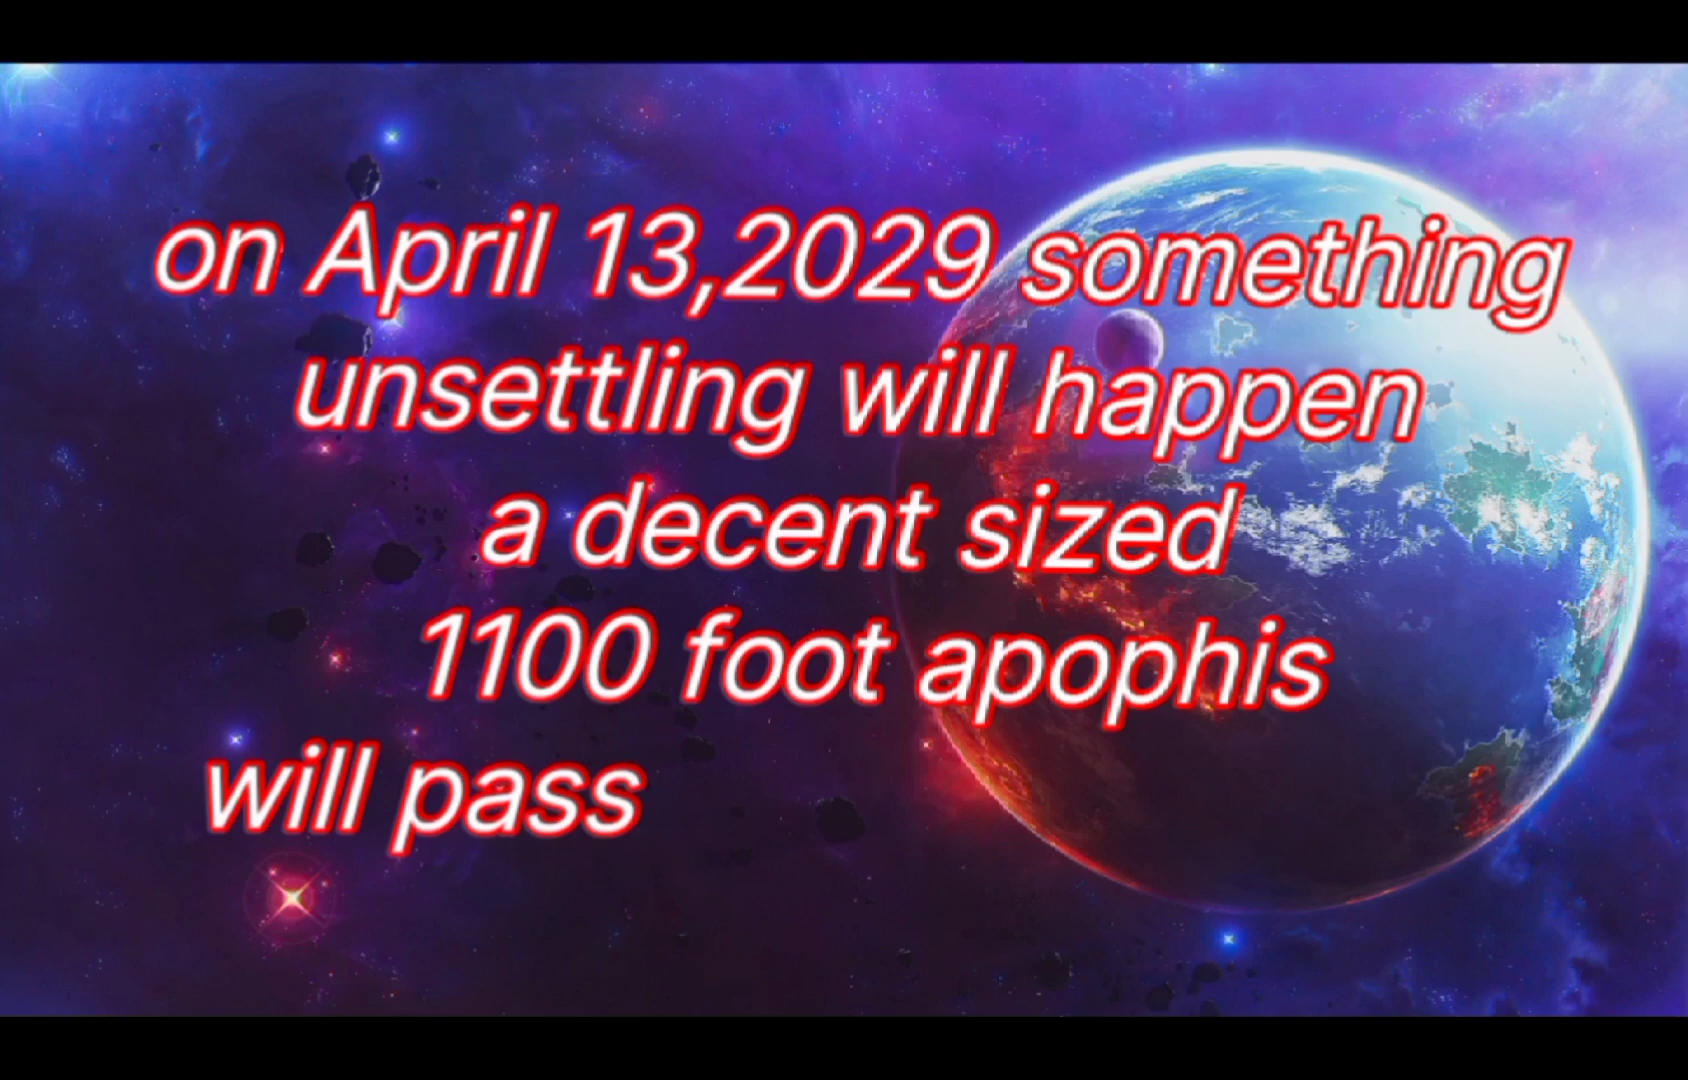 on April 13,2029 something
unsettling will happen
a decent sized
1100 foot apophis
will pass